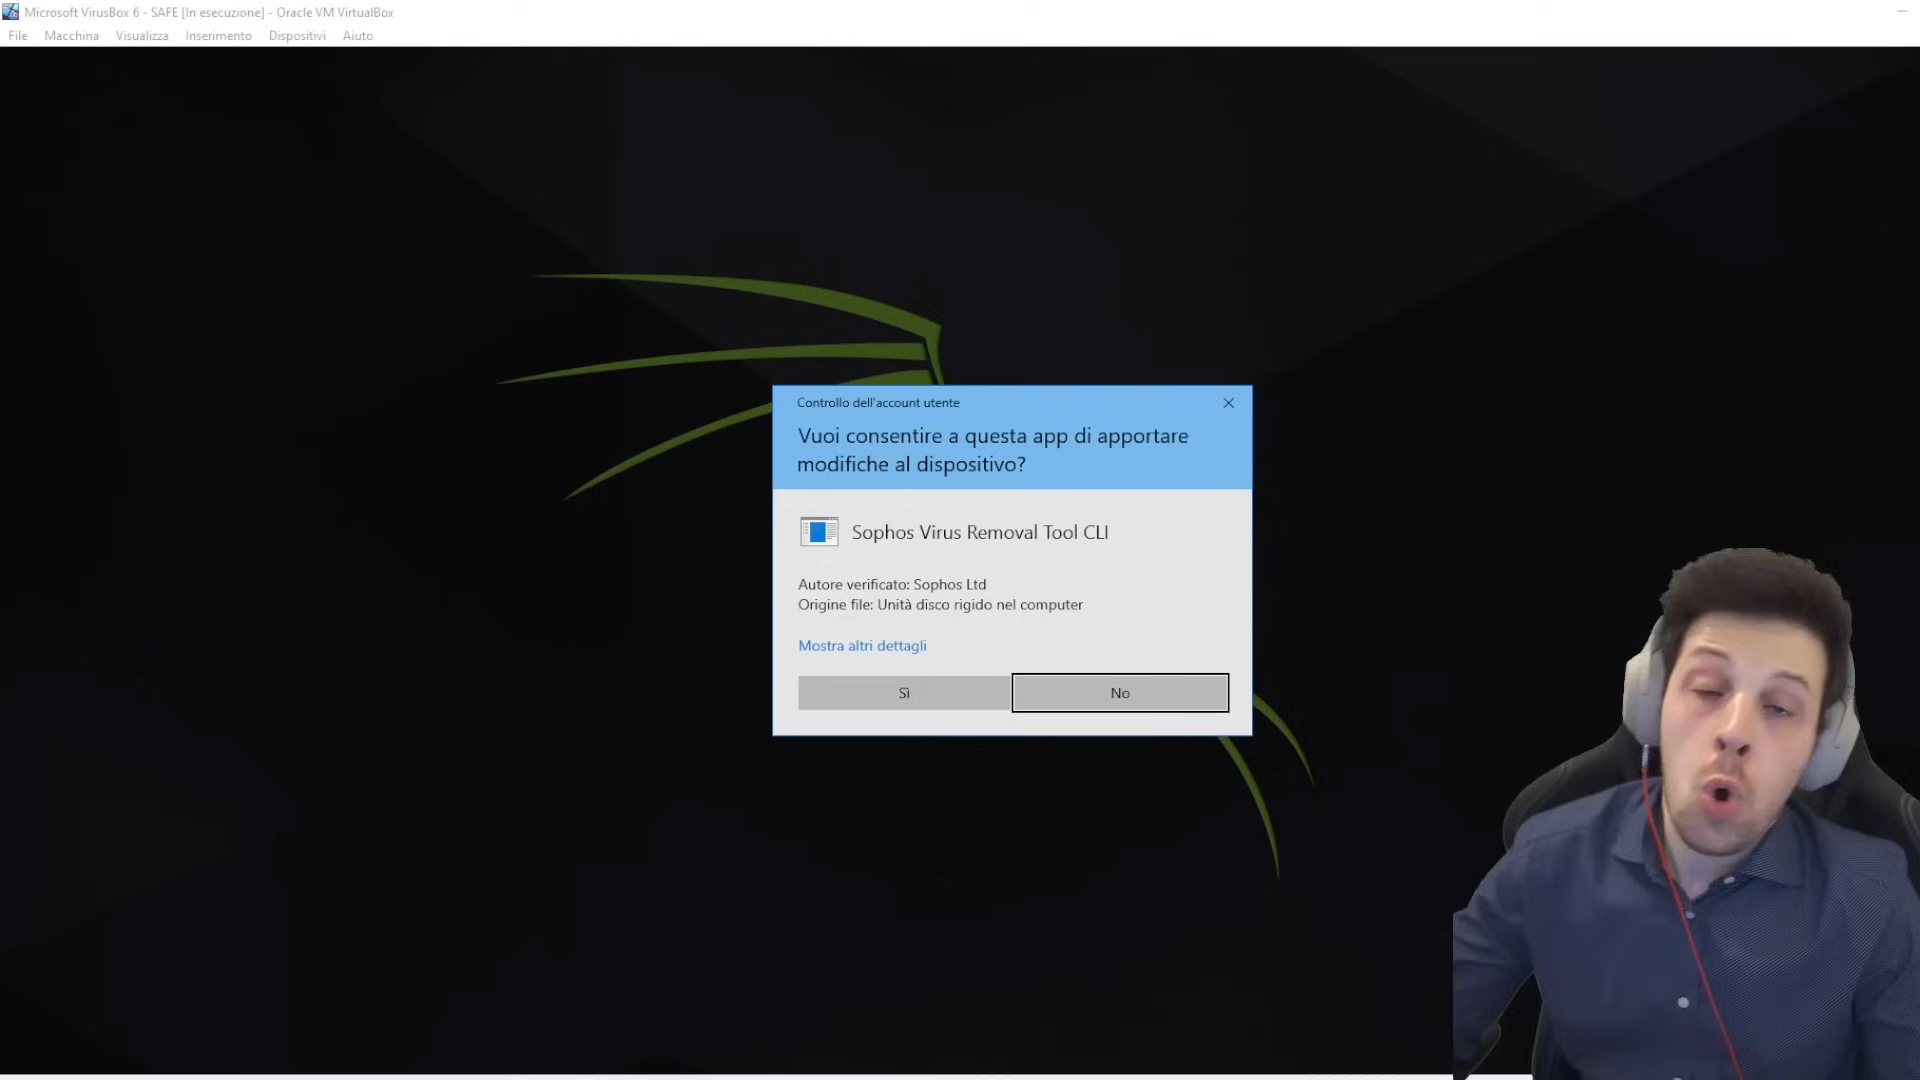 Microsoft VirusBox 6 - SAFE [In esecuzione] - Oracle VM VirtualBox
File Macchina Visualizza Inserimento Dispositivi Aiuto
Controllo dell'account utente
Vuoi consentire a questa app di apportare
modifiche al dispositivo?
Sophos Virus Removal Tool CLI
Autore verificato: Sophos Ltd
Origine file: Unità disco rigido nel computer
Mostra altri dettagli
Sì No